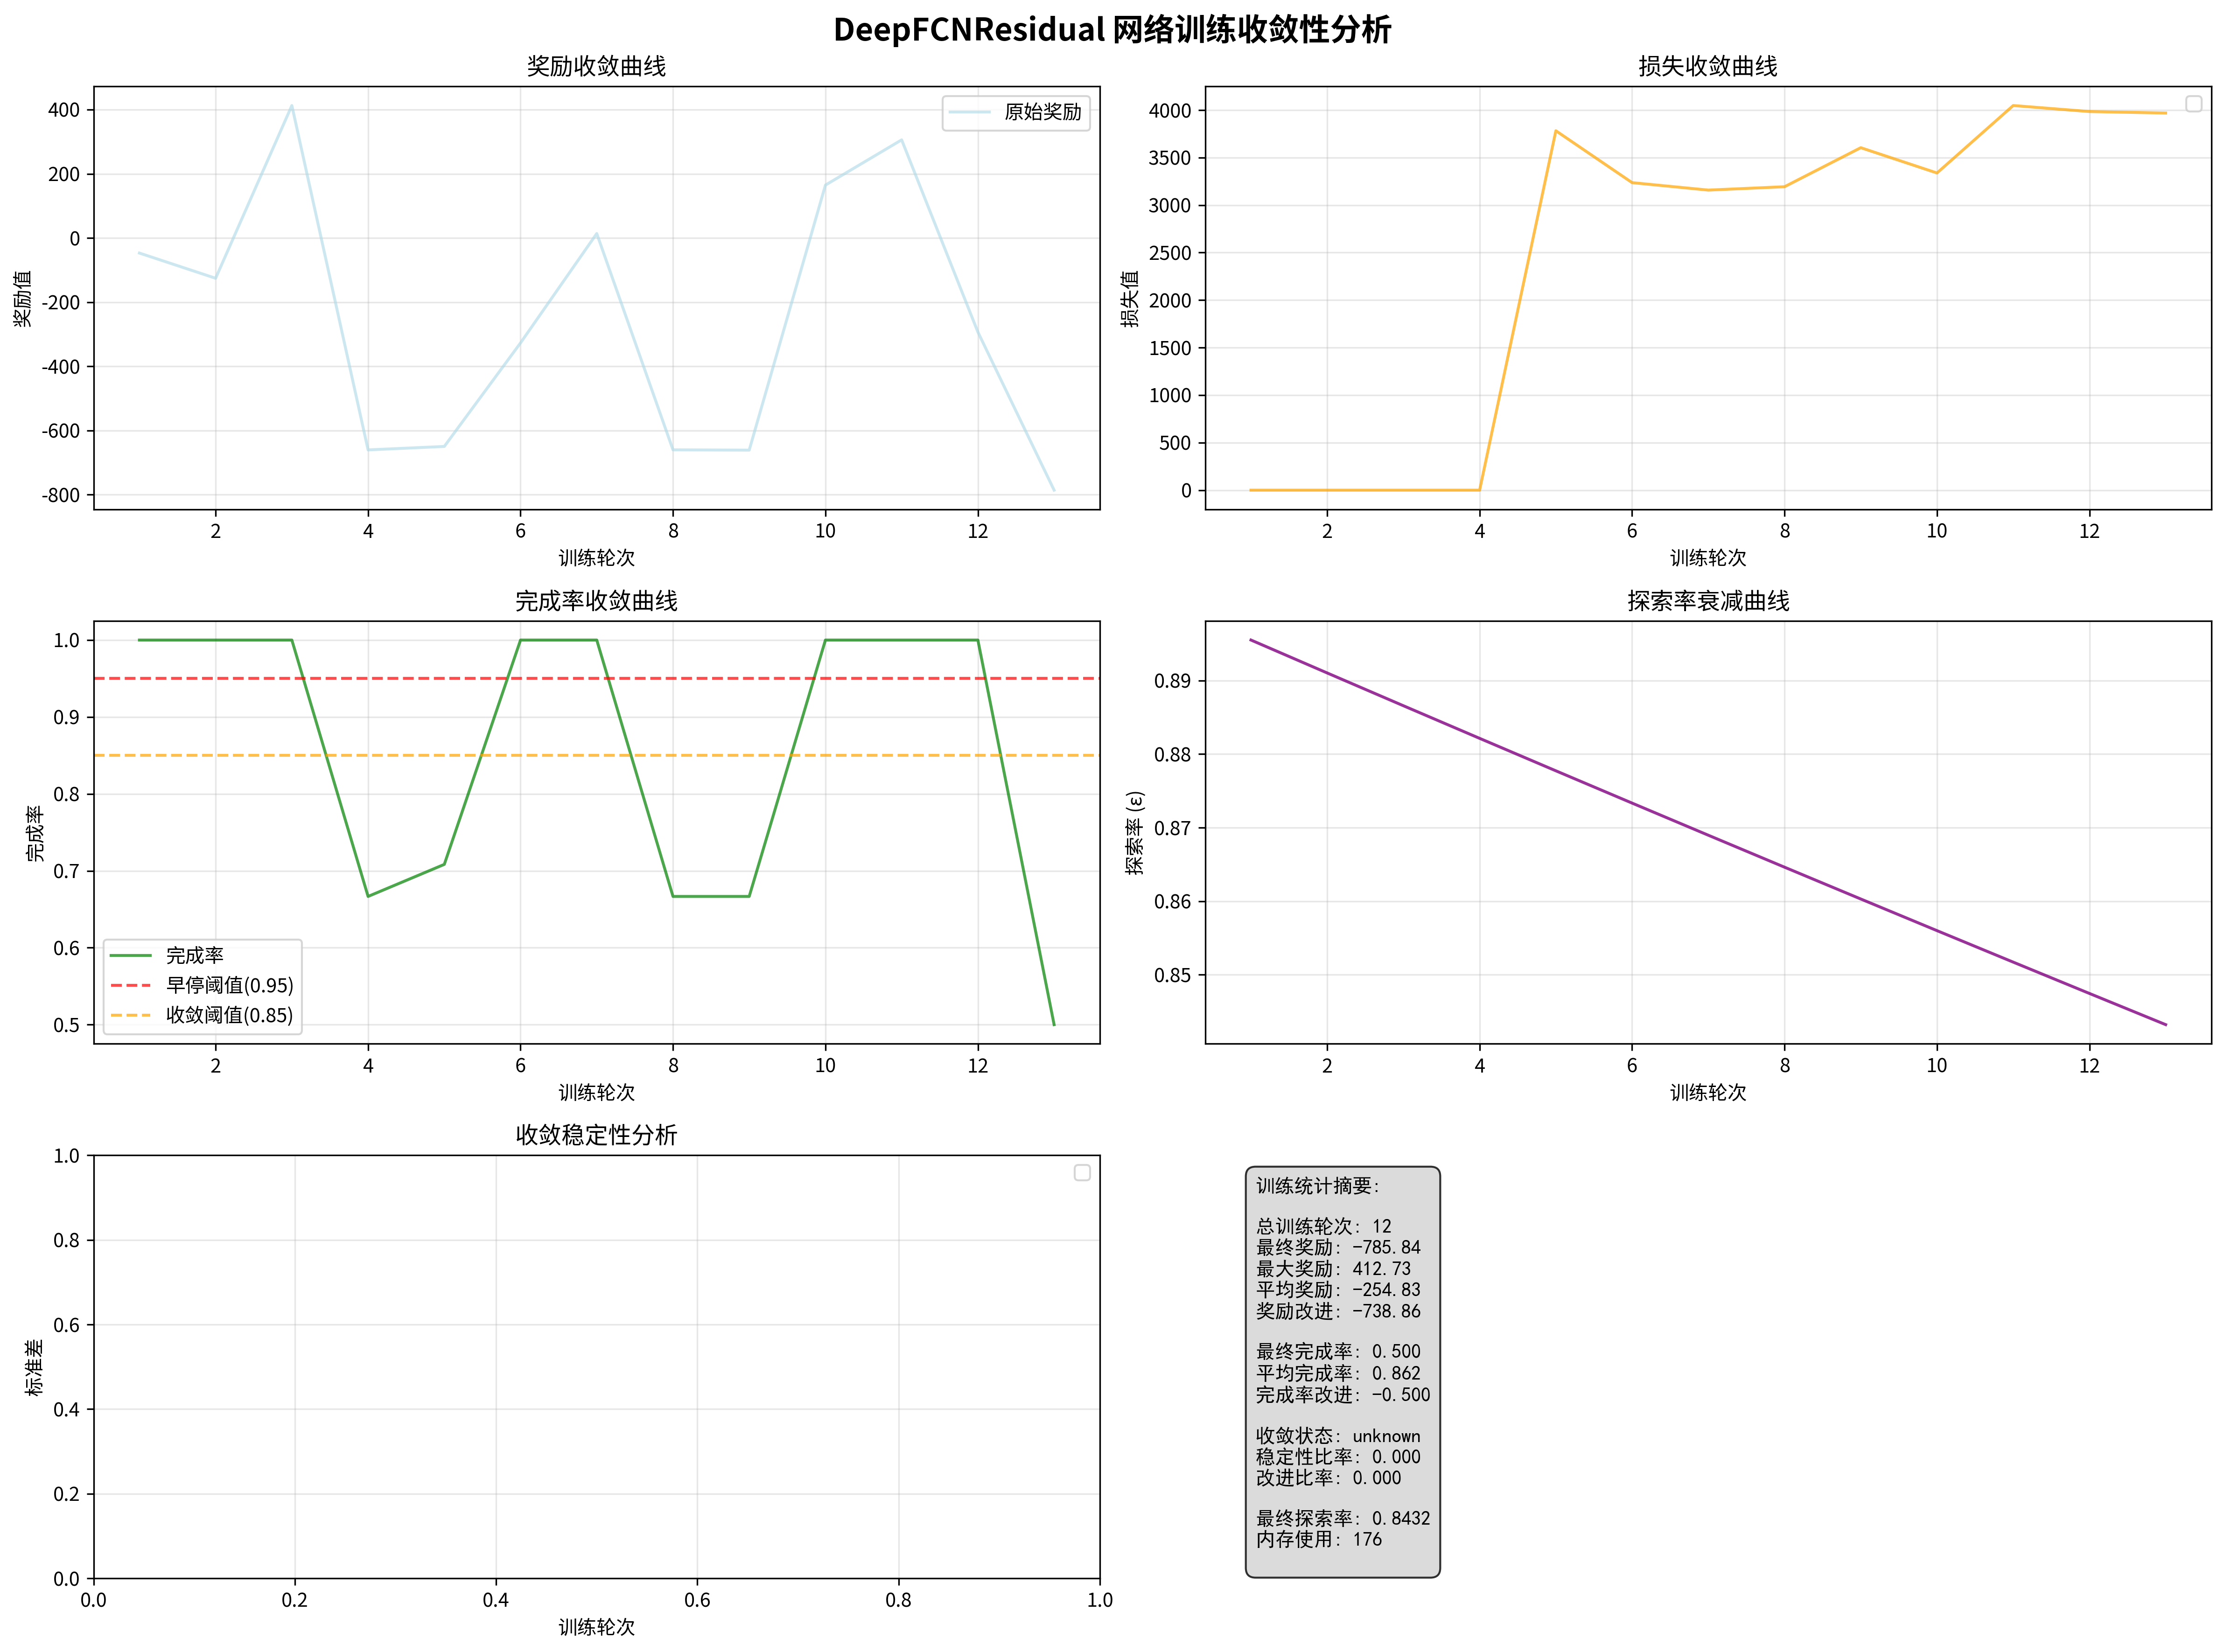 DeepFCNResidual 网络训练收敛性分析
奖励收敛曲线
400
200
0
-200
-400
-600
-800
奖励值
原始奖励
2
4
6
8
10
12
训练轮次
损失收敛曲线
4000
3500
3000
2500
2000
1500
1000
500
0
损失值
2
4
6
8
10
12
训练轮次
完成率收敛曲线
1.0
0.9
0.8
0.7
0.6
0.5
完成率
完成率
早停阈值(0.95)
收敛阈值(0.85)
2
4
6
8
10
12
训练轮次
探索率衰减曲线
0.89
0.88
0.87
0.86
0.85
探索率 (ε)
2
4
6
8
10
12
训练轮次
收敛稳定性分析
1.0
0.8
0.6
0.4
0.2
0.0
标准差
0.0
0.2
0.4
0.6
0.8
1.0
训练轮次
训练统计摘要:
总训练轮次: 12
最终奖励: -785.84
最大奖励: 412.73
平均奖励: -254.83
奖励改进: -738.86
最终完成率: 0.500
平均完成率: 0.862
完成率改进: -0.500
收敛状态: unknown
稳定性比率: 0.000
改进比率: 0.000
最终探索率: 0.8432
内存使用: 176